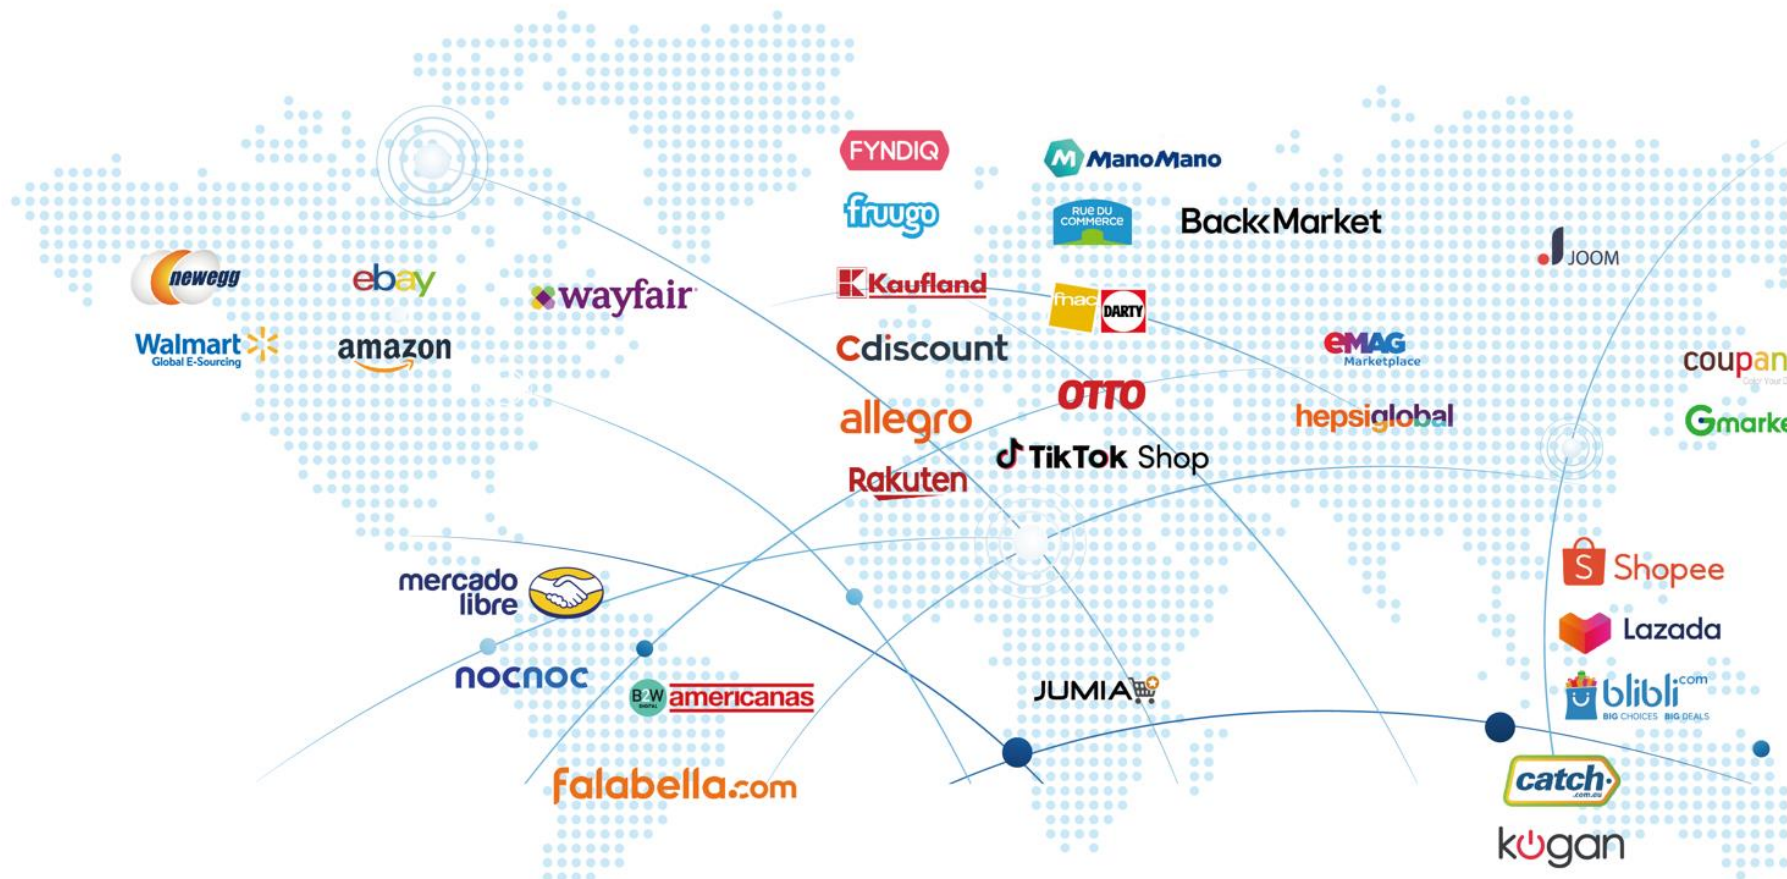 FYNDIQ
fruugo
Kaufland
Cdiscount
allegro
Rakuten
M ManoMano
RUE DU
COMMERCE
BackMarket
fnac
DARTY
OTTO
TikTok Shop
newegg
ebay
wayfair
Walmart
Global E-Sourcing
amazon
JOOM
eMAG
Marketplace
hepsiglobal
coupan
Gmarke
mercado
libre
nocnoc
B2W
DIGITAL
americanas
falabella.com
JUMIA
S Shopee
Lazada
blibli.com
BIG CHOICES BIG DEALS
catch
.com.au
kogan